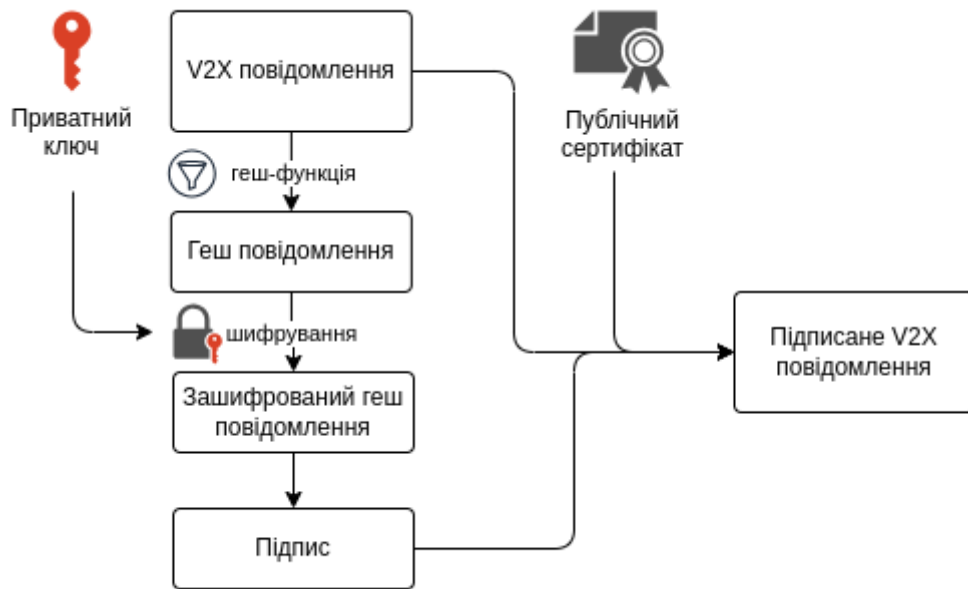 V2X повідомлення
Приватний
ключ
Публічний
сертифікат
геш-функція
Геш повідомлення
шифрування
Підписане V2X
повідомлення
Зашифрований геш
повідомлення
Підпис